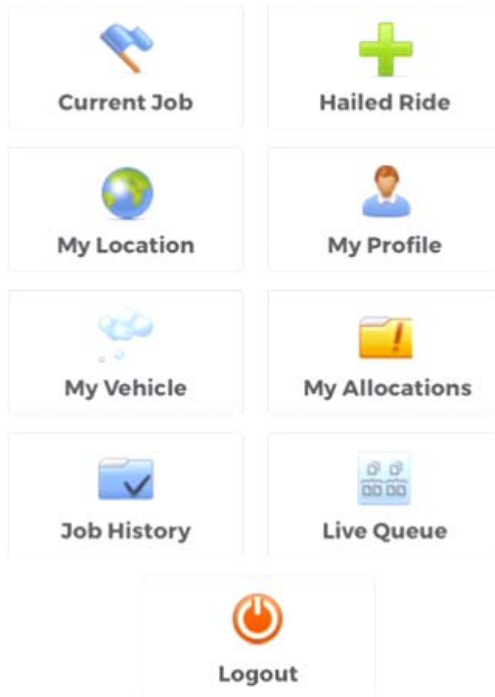 Current Job
Hailed Ride
My Location
My Profile
My Vehicle
My Allocations
Job History
Live Queue
Logout